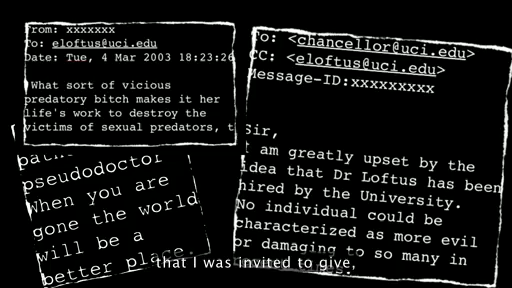 From: xxxxxxx
To: eloftus@uci.edu
Date: Tue, 4 Mar 2003 18:23:26
What sort of vicious
predatory bitch makes it her
life's work to destroy the
victims of sexual predators, t
To: <chancellor@uci.edu>
CC: <eloftus@uci.edu>
Message-ID:xxxxxxxxx
Sir,
I am greatly upset by the
idea that Dr Loftus has been
hired by the University.
No individual could be
characterized as more evil
or damaging to so many in
pseudodoctor
When you are
gone the world
will be a
better place.
that I was invited to give,